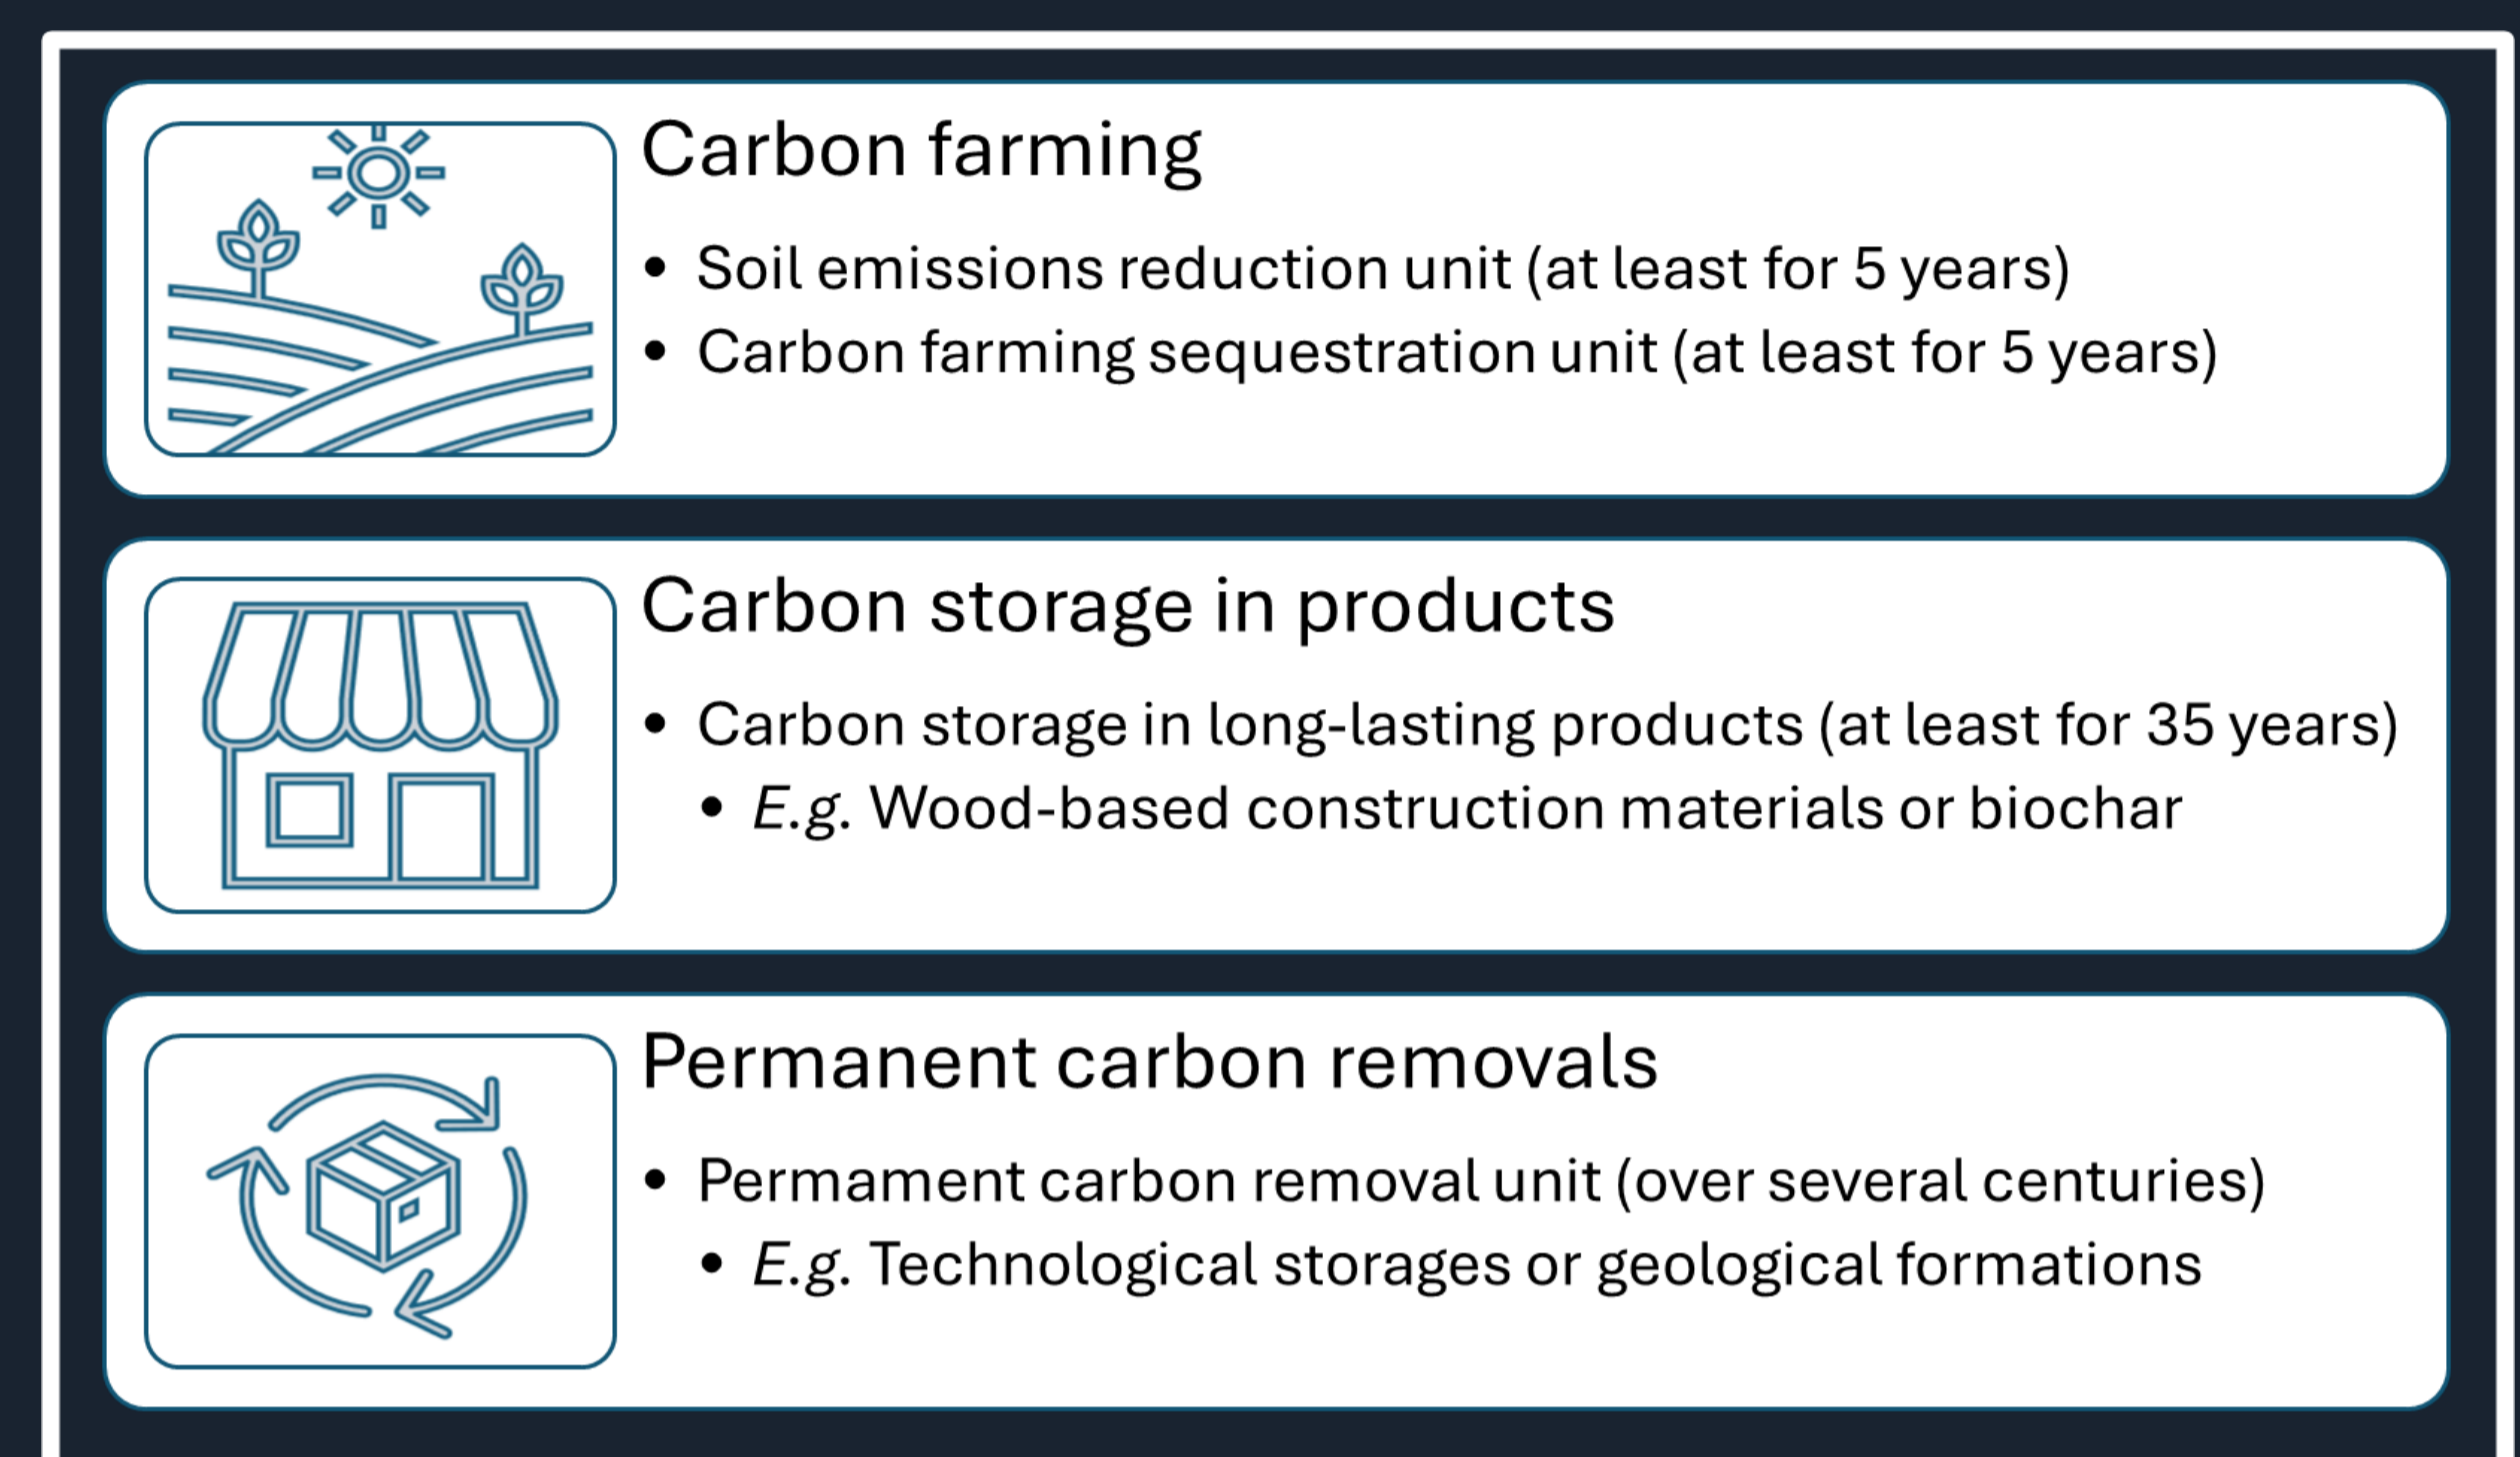 Carbon farming
• Soil emissions reduction unit (at least for 5 years)
• Carbon farming sequestration unit (at least for 5 years)
Carbon storage in products
• Carbon storage in long-lasting products (at least for 35 years)
• E.g. Wood-based construction materials or biochar
Permanent carbon removals
• Permament carbon removal unit (over several centuries)
• E.g. Technological storages or geological formations